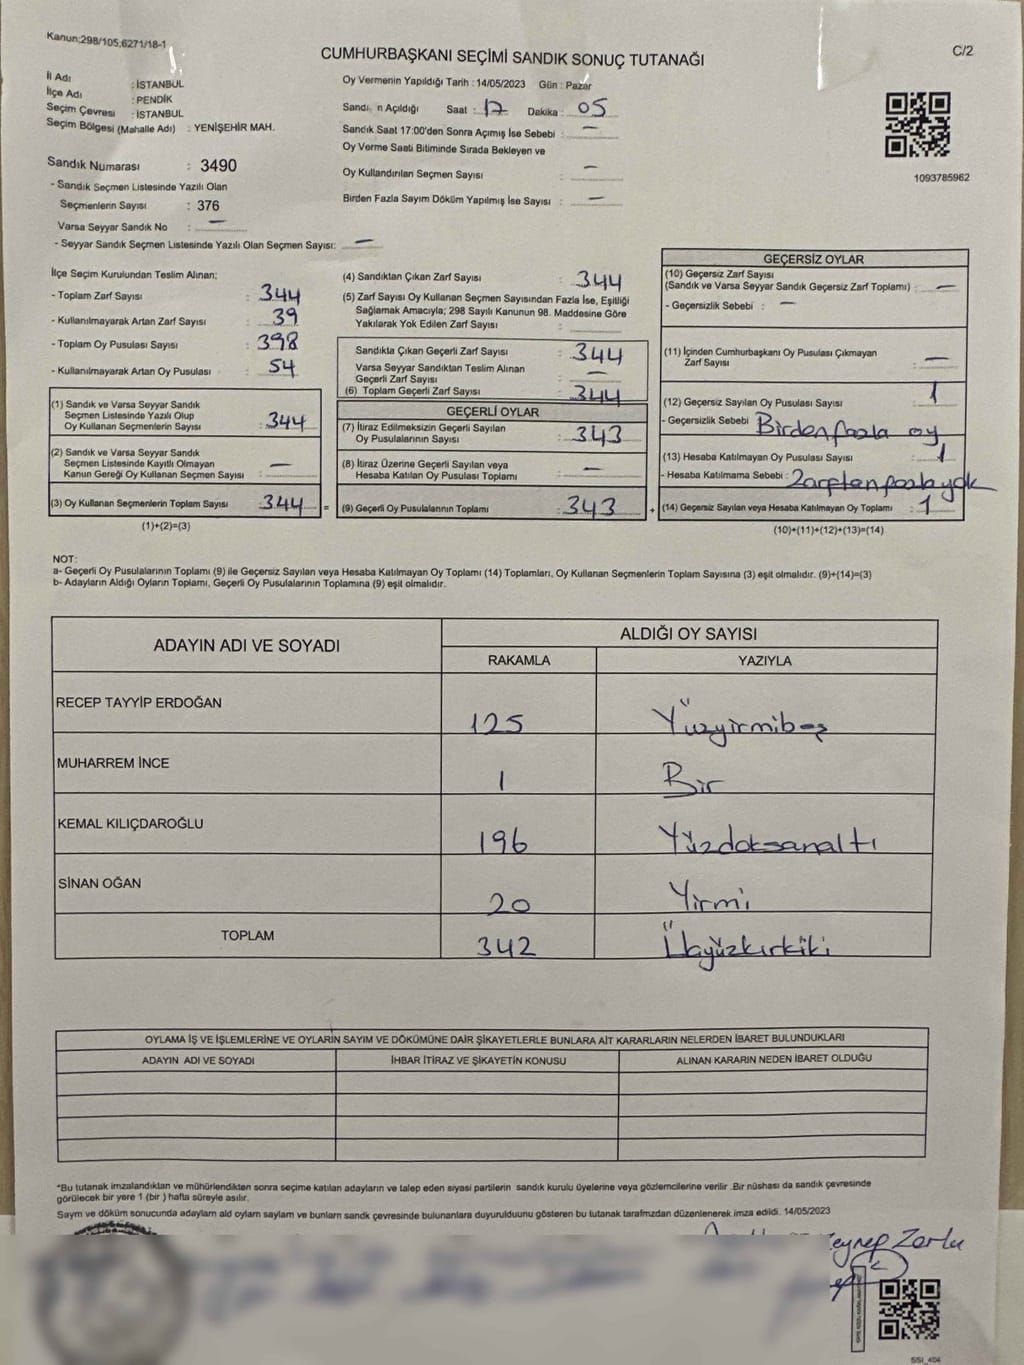 Kanun:298/105;6271/18-1
CUMHURBAŞKANI SEÇİMİ SANDIK SONUÇ TUTANAĞI
C/2
İl Adı : İSTANBUL
İlçe Adı : PENDİK
Seçim Çevresi : İSTANBUL
Seçim Bölgesi (Mahalle Adı) : YENİŞEHİR MAH.
Sandık Numarası : 3490
- Sandık Seçmen Listesinde Yazılı Olan
Seçmenlerin Sayısı : 376
Varsa Seyyar Sandık No : —
- Seyyar Sandık Seçmen Listesinde Yazılı Olan Seçmen Sayısı: —
Oy Vermenin Yapıldığı Tarih : 14/05/2023 Gün : Pazar
Sandı n Açıldığı Saat : 17 Dakika : 05
Sandık Saat 17:00'den Sonra Açımış İse Sebebi : —
Oy Verme Saati Bitiminde Sırada Bekleyen ve
Oy Kullandırılan Seçmen Sayısı : —
Birden Fazla Sayım Döküm Yapılmış İse Sayısı : —
1093785962
İlçe Seçim Kurulundan Teslim Alınan;
- Toplam Zarf Sayısı : 344
- Kullanılmayarak Artan Zarf Sayısı : 39
- Toplam Oy Pusulası Sayısı : 398
- Kullanılmayarak Artan Oy Pusulası : 54
(1) Sandık ve Varsa Seyyar Sandık
Seçmen Listesinde Yazılı Olup
Oy Kullanan Seçmenlerin Sayısı : 344
(2) Sandık ve Varsa Seyyar Sandık
Seçmen Listesinde Kayıtlı Olmayan
Kanun Gereği Oy Kullanan Seçmen Sayısı : —
(3) Oy Kullanan Seçmenlerin Toplam Sayısı : 344 =
(1)+(2)=(3)
(4) Sandıktan Çıkan Zarf Sayısı : 344
(5) Zarf Sayısı Oy Kullanan Seçmen Sayısından Fazla İse, Eşitliği
Sağlamak Amacıyla; 298 Sayılı Kanunun 98. Maddesine Göre
Yakılarak Yok Edilen Zarf Sayısı :
Sandıkta Çıkan Geçerli Zarf Sayısı : 344
Varsa Seyyar Sandıktan Teslim Alınan
Geçerli Zarf Sayısı : —
(6) Toplam Geçerli Zarf Sayısı : 344
GEÇERLİ OYLAR
(7) İtiraz Edilmeksizin Geçerli Sayılan
Oy Pusulalarının Sayısı : 343
(8) İtiraz Üzerine Geçerli Sayılan veya
Hesaba Katılan Oy Pusulası Toplamı : —
(9) Geçerli Oy Pusulalarının Toplamı : 343 +
GEÇERSİZ OYLAR
(10) Geçersiz Zarf Sayısı
(Sandık ve Varsa Seyyar Sandık Geçersiz Zarf Toplamı) : —
- Geçersizlik Sebebi : —
(11) İçinden Cumhurbaşkanı Oy Pusulası Çıkmayan
Zarf Sayısı : —
(12) Geçersiz Sayılan Oy Pusulası Sayısı : 1
- Geçersizlik Sebebi : Birden fazla oy
(13) Hesaba Katılmayan Oy Pusulası Sayısı : 1
- Hesaba Katılmama Sebebi : Zarftan fazla yok
(14) Geçersiz Sayılan veya Hesaba Katılmayan Oy Toplamı : 1
(10)+(11)+(12)+(13)=(14)
NOT:
a- Geçerli Oy Pusulalarının Toplamı (9) ile Geçersiz Sayılan veya Hesaba Katılmayan Oy Toplamı (14) Toplamları, Oy Kullanan Seçmenlerin Toplam Sayısına (3) eşit olmalıdır. (9)+(14)=(3)
b- Adayların Aldığı Oyların Toplamı, Geçerli Oy Pusulalarının Toplamına (9) eşit olmalıdır.
ADAYIN ADI VE SOYADI
ALDIĞI OY SAYISI
RAKAMLA YAZIYLA
RECEP TAYYİP ERDOĞAN 125 Yüzyirmibeş
MUHARREM İNCE 1 Bir
KEMAL KILIÇDAROĞLU 196 Yüzdoksanaltı
SİNAN OĞAN 20 Yirmi
TOPLAM 342 Üçyüzkırkiki
OYLAMA İŞ VE İŞLEMLERİNE VE OYLARIN SAYIM VE DÖKÜMÜNE DAİR ŞİKAYETLERLE BUNLARA AİT KARARLARIN NELERDEN İBARET BULUNDUKLARI
ADAYIN ADI VE SOYADI İHBAR İTİRAZ VE ŞİKAYETİN KONUSU ALINAN KARARIN NEDEN İBARET OLDUĞU
*Bu tutanak imzalandıktan ve mühürlendikten sonra seçime katılan adayların ve talep eden siyasi partilerin sandık kurulu üyelerine veya gözlemcilerine verilir .Bir nüshası da sandık çevresinde
görülecek bir yere 1 (bir ) hafta süreyle asılır.
Sayım ve döküm sonucunda adayların ald oyların sayları ve bunların sandk çevresinde bulunanlara duyurulduunu gösteren bu tutanak tarafmzdan düzenlenerek imza edildi. 14/05/2023
eynep Zorlu
SSİ_404